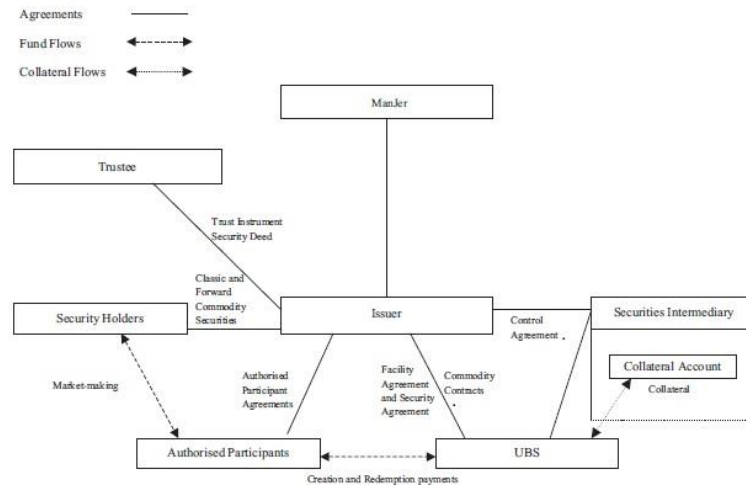 Agreements
Fund Flows
Collateral Flows
ManJer
Trustee
Trust Instrument
Security Deed
Classic and
Forward
Commodity
Securities
Security Holders
Issuer
Securities Intermediary
Control
Agreement
Collateral Account
Collateral
Market-making
Authorised
Participant
Agreements
Facility
Agreement
and Security
Agreement
Commodity
Contracts
Authorised Participants
UBS
Creation and Redemption payments